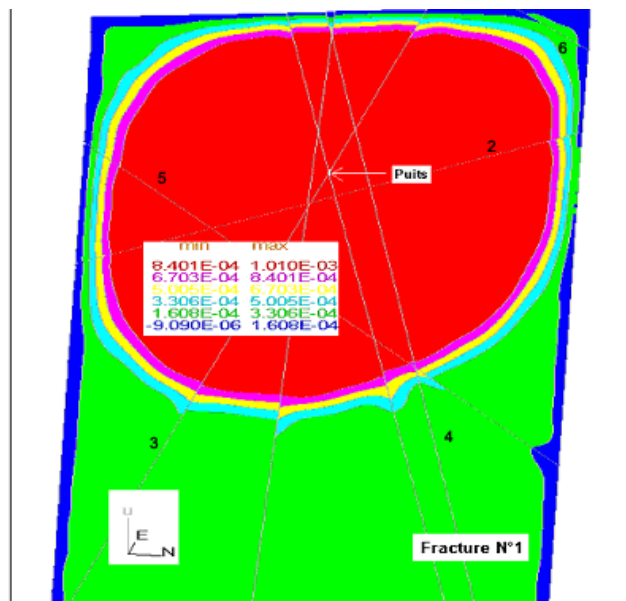 6
2
5
Puits
min max
8.401E-04 1.010E-03
6.703E-04 8.401E-04
5.005E-04 6.703E-04
3.306E-04 5.005E-04
1.608E-04 3.306E-04
-9.090E-06 1.608E-04
3
4
U
E
N
Fracture N°1